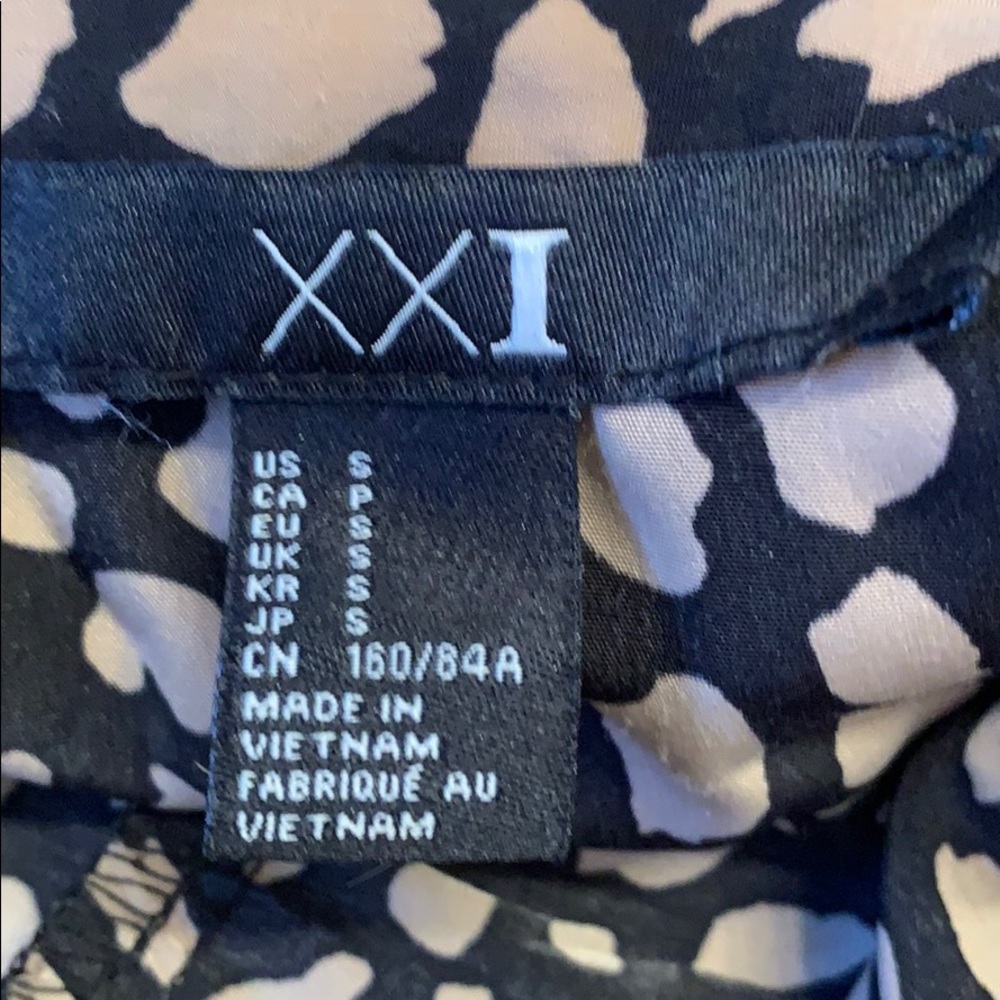 XXI
US S
CA P
EU S
UK S
KR S
JP S
CN 160/84A
MADE IN
VIETNAM
FABRIQUÉ AU
VIETNAM